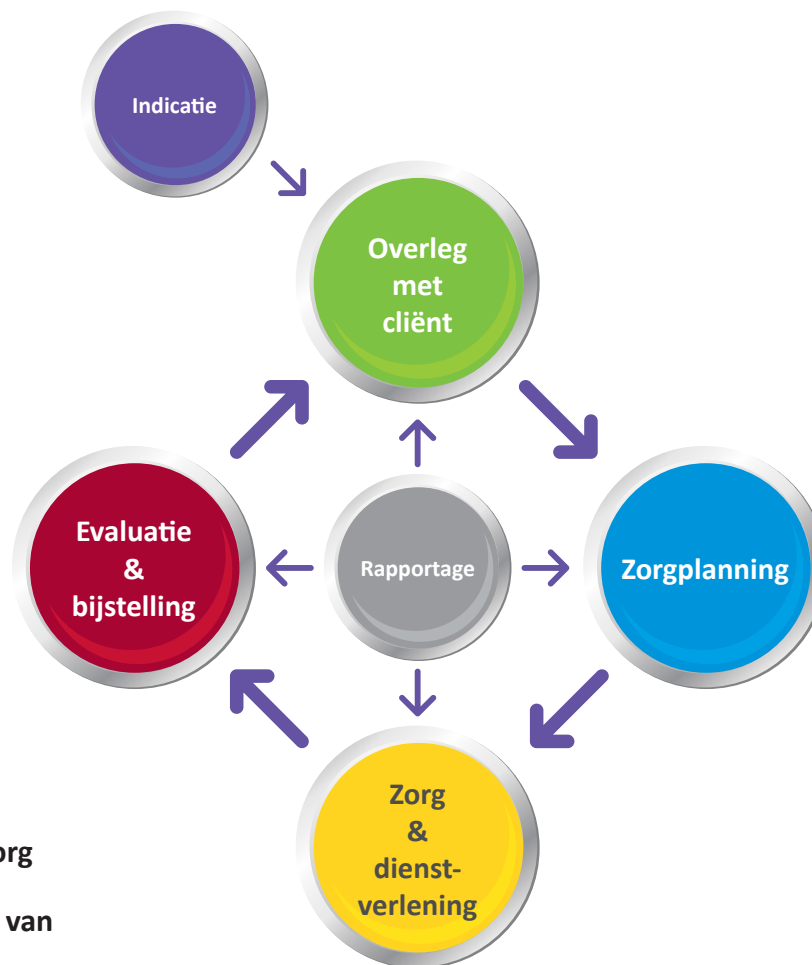 Indicatie
Overleg
met
cliënt
Evaluatie
&
bijstelling
Rapportage
Zorgplanning
Zorg
&
dienst-
verlening
van